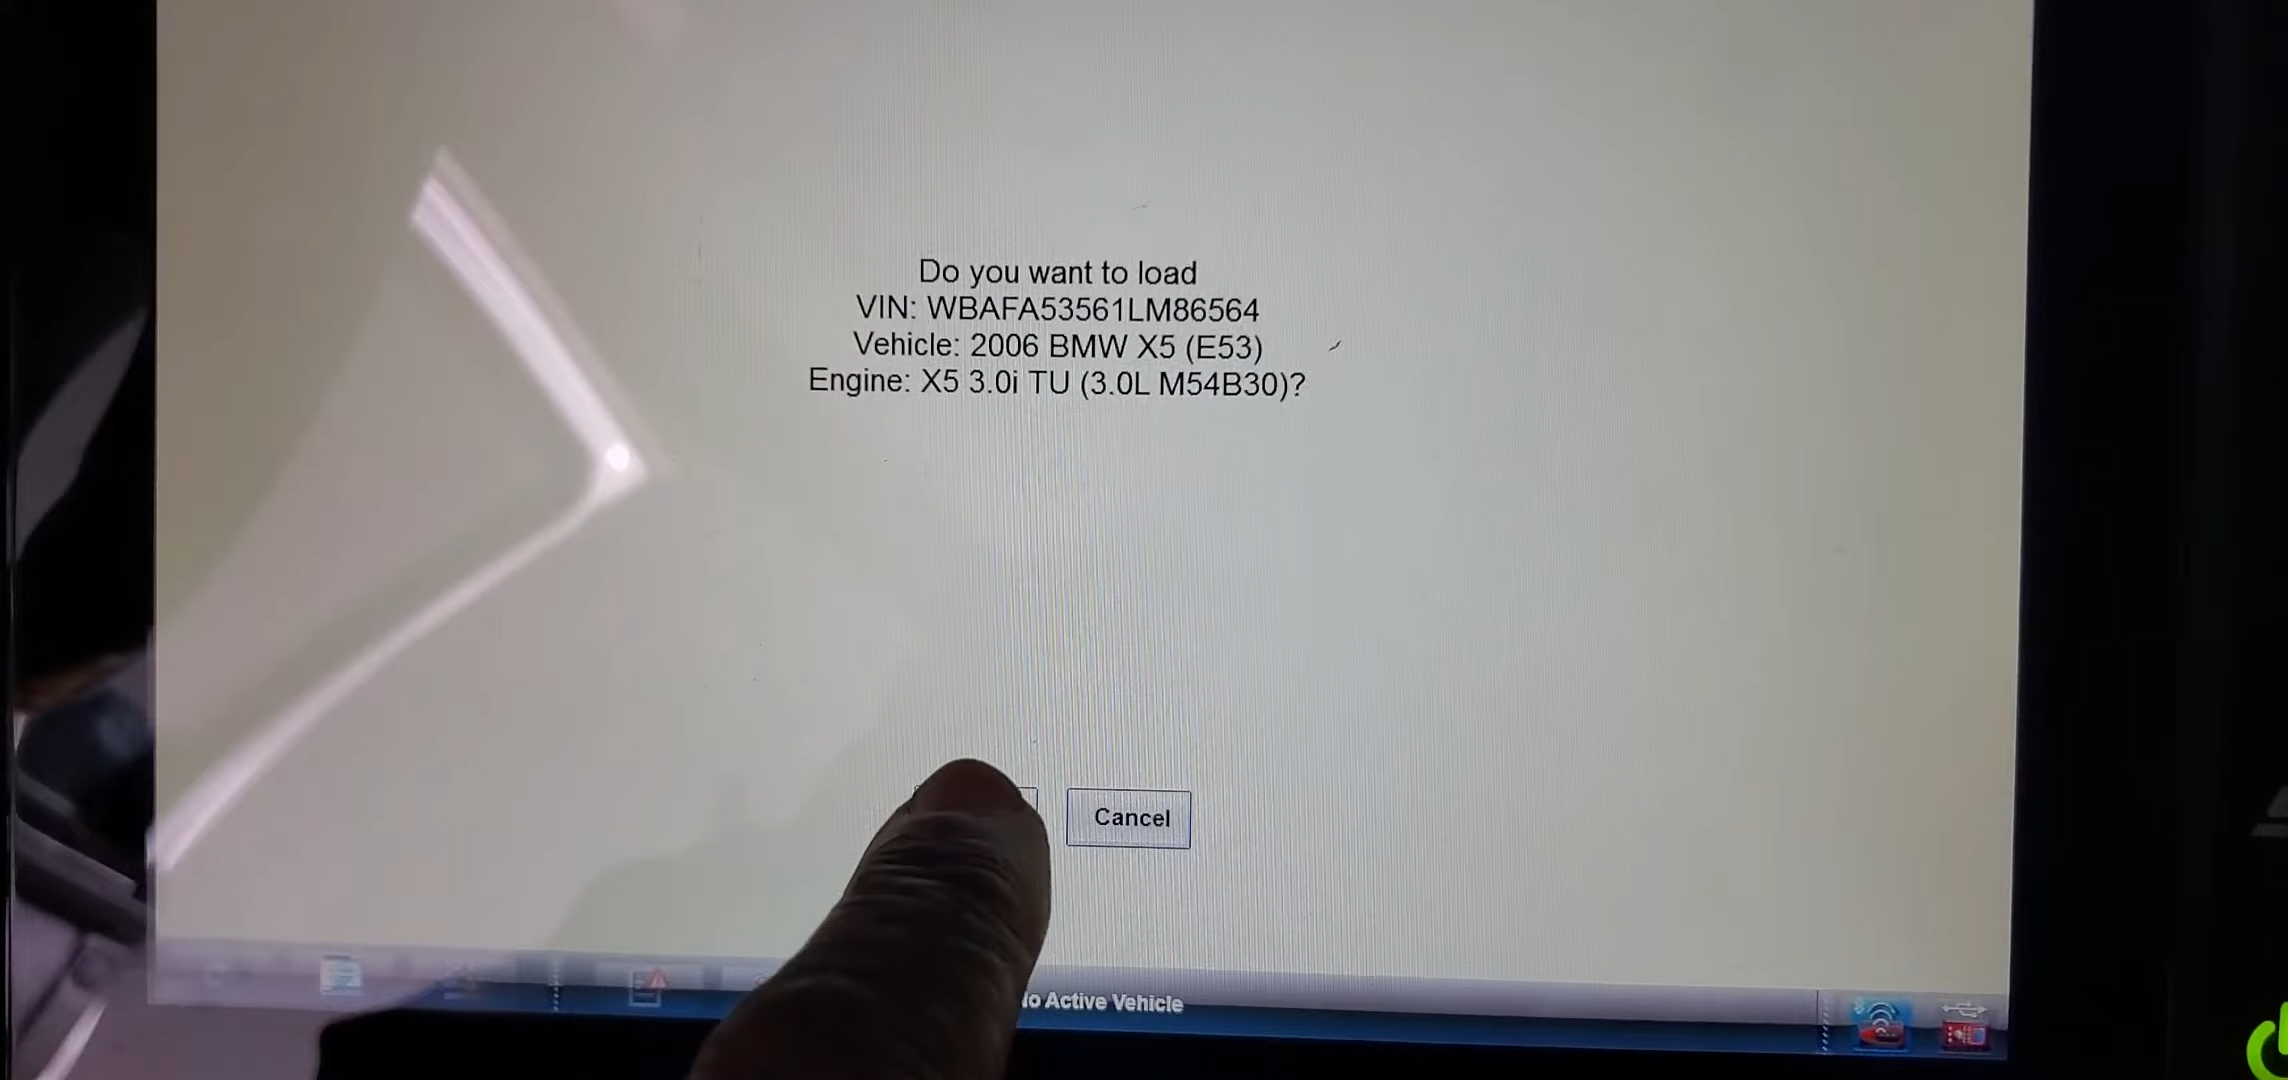 Do you want to load
VIN: WBAFA53561LM86564
Vehicle: 2006 BMW X5 (E53)
Engine: X5 3.0i TU (3.0L M54B30)?
Cancel
Active Vehicle